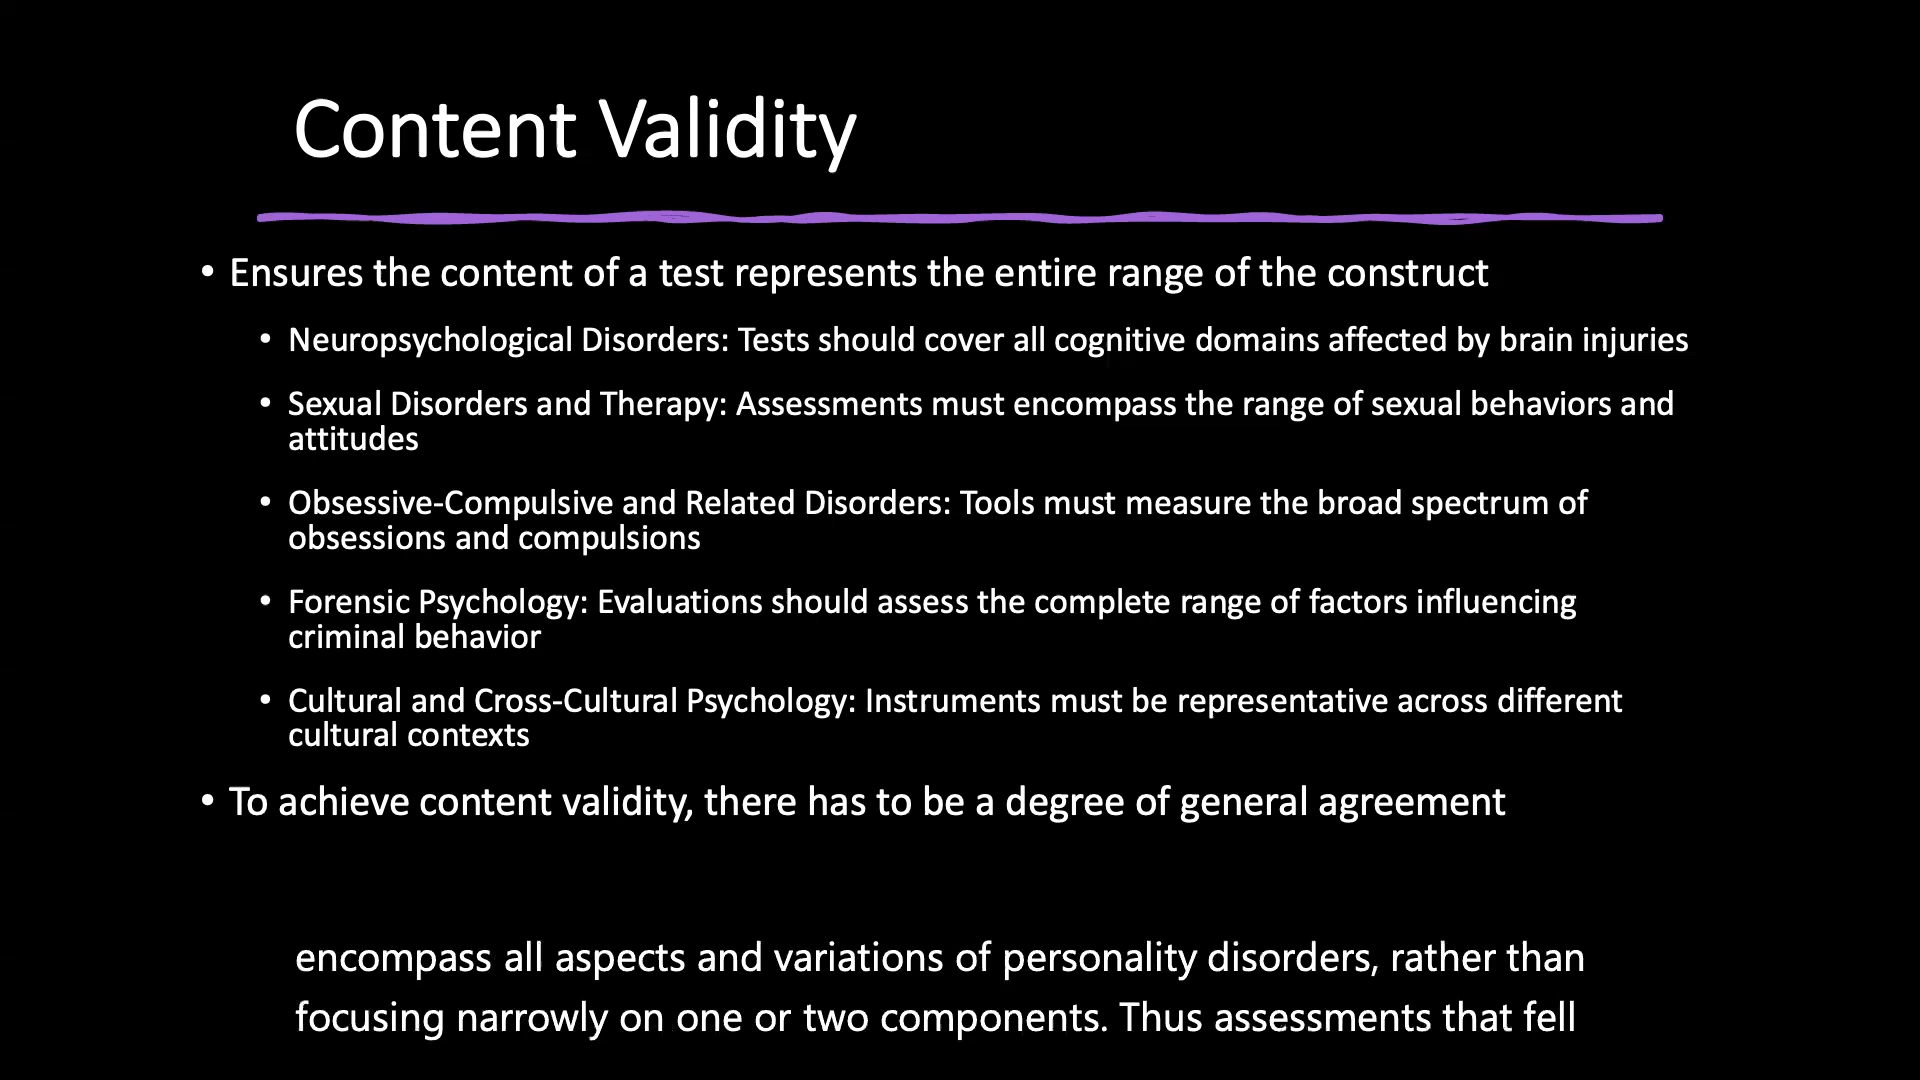 Content Validity
• Ensures the content of a test represents the entire range of the construct
• Neuropsychological Disorders: Tests should cover all cognitive domains affected by brain injuries
• Sexual Disorders and Therapy: Assessments must encompass the range of sexual behaviors and
attitudes
• Obsessive-Compulsive and Related Disorders: Tools must measure the broad spectrum of
obsessions and compulsions
• Forensic Psychology: Evaluations should assess the complete range of factors influencing
criminal behavior
• Cultural and Cross-Cultural Psychology: Instruments must be representative across different
cultural contexts
• To achieve content validity, there has to be a degree of general agreement
encompass all aspects and variations of personality disorders, rather than
focusing narrowly on one or two components. Thus assessments that fell